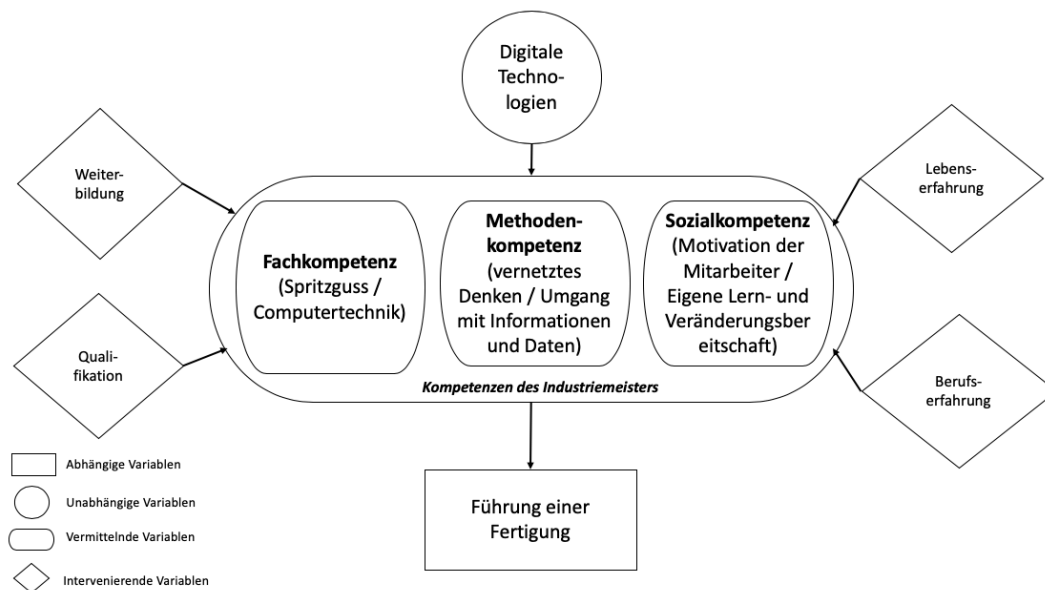 Digitale
Techno-
logien
Weiter-
bildung
Lebens-
erfahrung
Fachkompetenz
(Spritzguss /
Computertechnik)
Methoden-
kompetenz
(vernetztes
Denken / Umgang
mit Informationen
und Daten)
Sozialkompetenz
(Motivation der
Mitarbeiter /
Eigene Lern- und
Veränderungsber
eitschaft)
Quali-
fikation
Berufs-
erfahrung
Kompetenzen des Industriemeisters
Führung einer
Fertigung
Abhängige Variablen
Unabhängige Variablen
Vermittelnde Variablen
Intervenierende Variablen